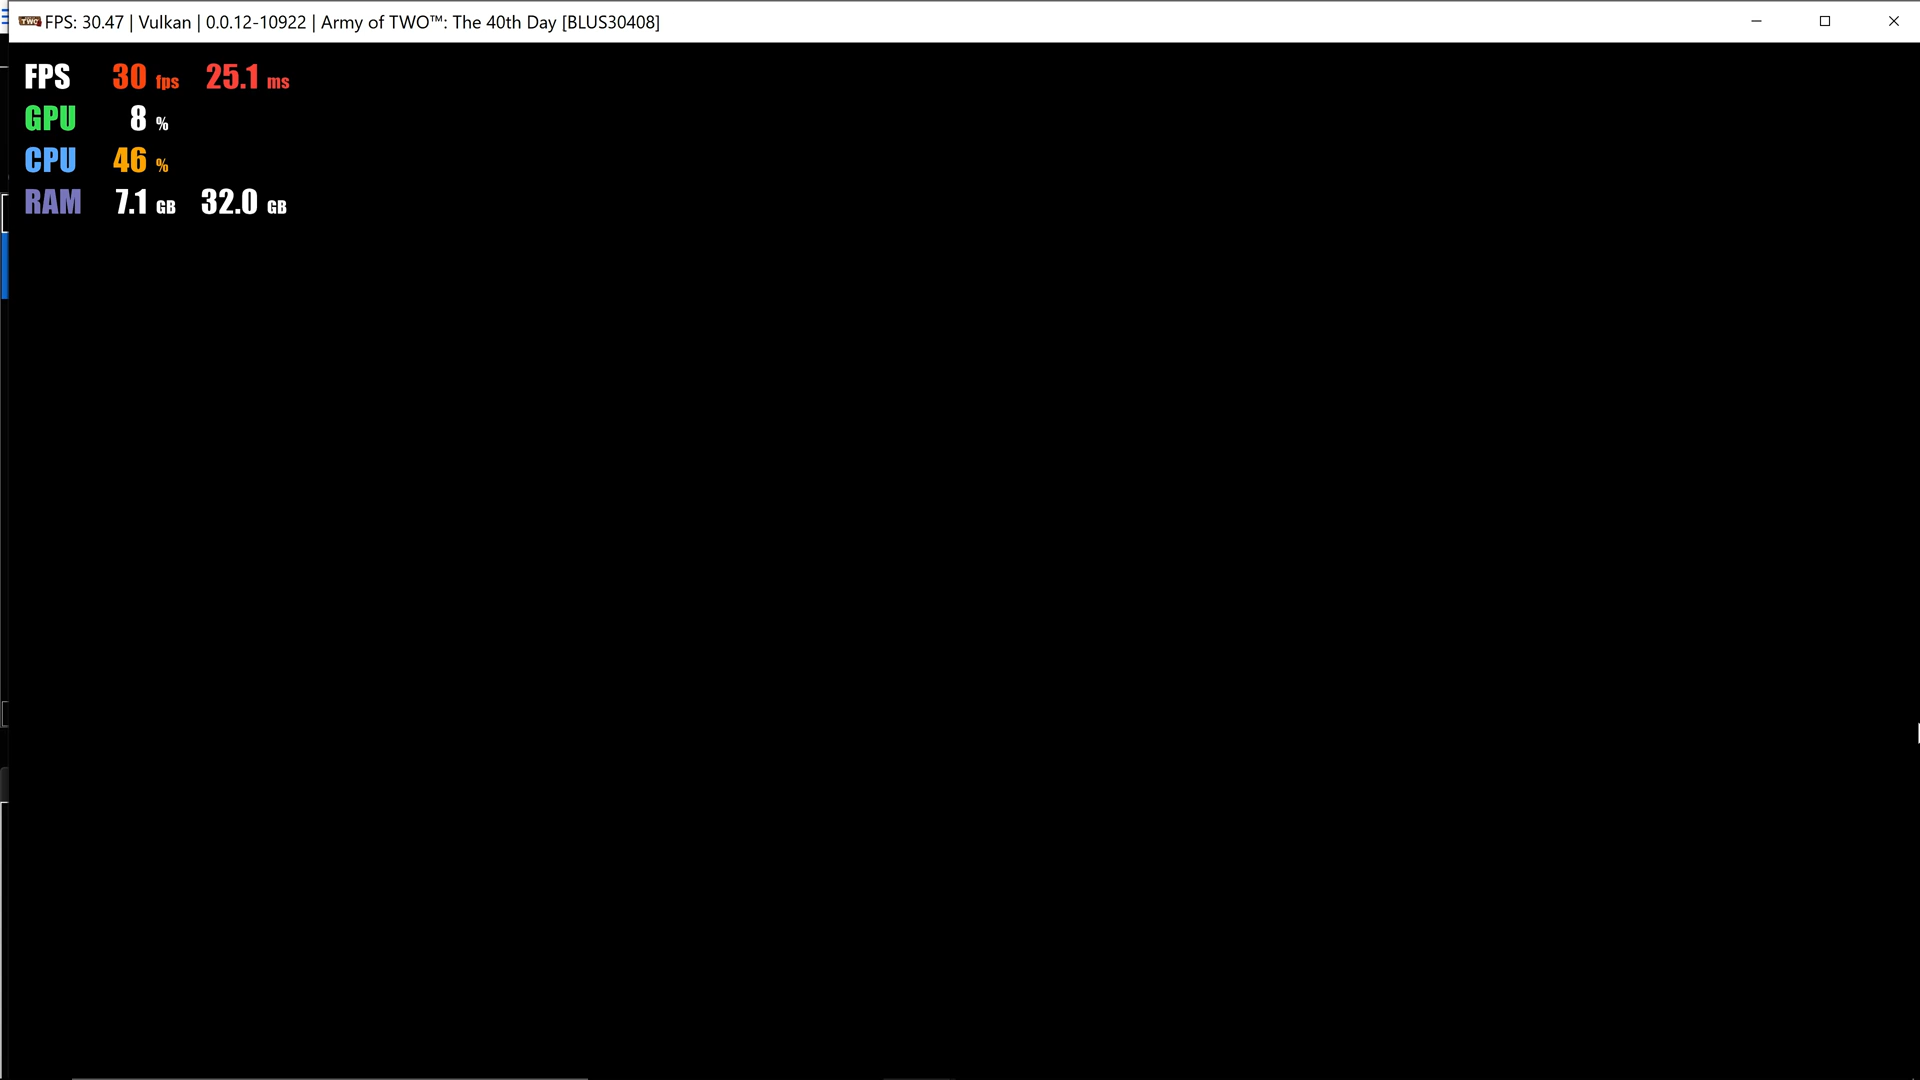 FPS: 30.47 | Vulkan | 0.0.12-10922 | Army of TWO™: The 40th Day [BLUS30408]
FPS 30 fps 25.1 ms
GPU 8 %
CPU 46 %
RAM 7.1 GB 32.0 GB